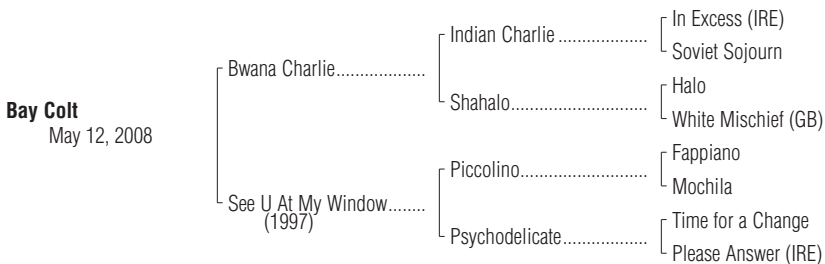 In Excess (IRE)
Indian Charlie ....................
Soviet Sojourn
Bwana Charlie...................
Halo
Shahalo..............................
White Mischief (GB)
Bay Colt
May 12, 2008
Fappiano
Piccolino.............................
Mochila
See U At My Window........
(1997)
Time for a Change
Psychodelicate...................
Please Answer (IRE)